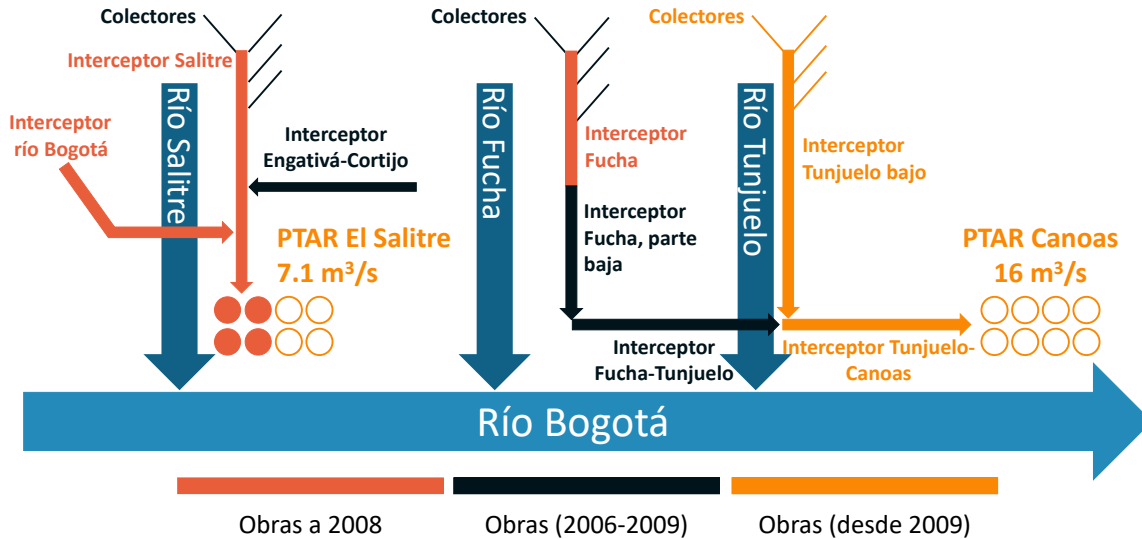 Colectores
Interceptor Salitre
Interceptor
río Bogotá
Río Salitre
Interceptor
Engativá-Cortijo
PTAR El Salitre
7.1 m³/s
Colectores
Río Fucha
Interceptor
Fucha
Interceptor
Fucha, parte
baja
Interceptor
Fucha-Tunjuelo
Colectores
Río Tunjuelo
Interceptor
Tunjuelo bajo
PTAR Canoas
16 m³/s
Interceptor Tunjuelo-
Canoas
Río Bogotá
Obras a 2008
Obras (2006-2009)
Obras (desde 2009)